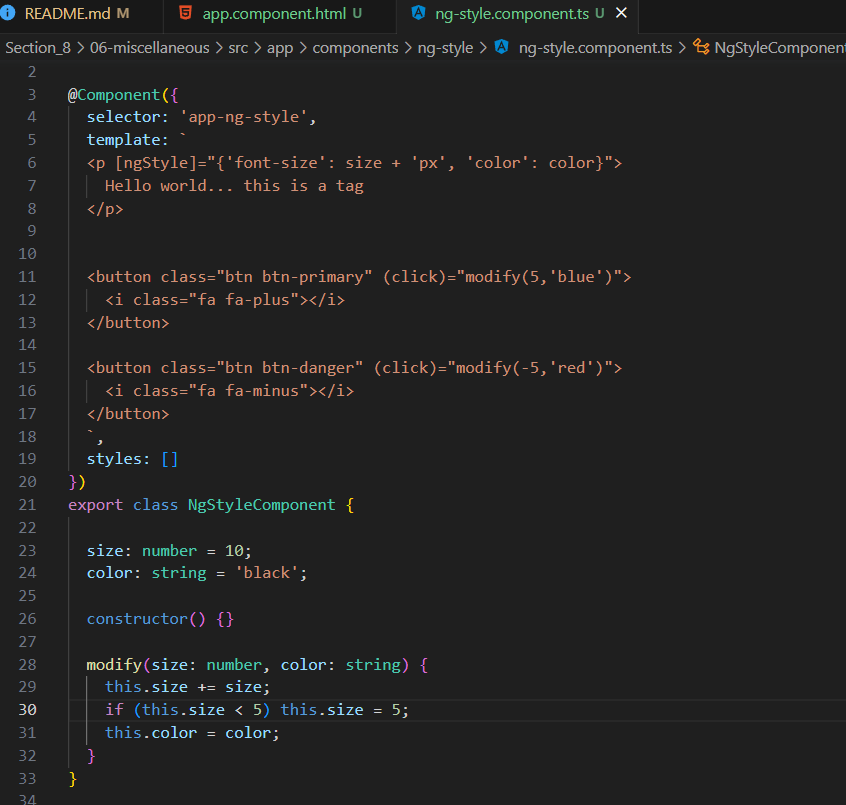 README.md M app.component.html U ng-style.component.ts U
Section_8 > 06-miscellaneous > src > app > components > ng-style > ng-style.component.ts > NgStyleComponent
2
3 @Component({
4 selector: 'app-ng-style',
5 template: `
6 <p [ngStyle]="{'font-size': size + 'px', 'color': color}">
7 Hello world... this is a tag
8 </p>
9
10
11 <button class="btn btn-primary" (click)="modify(5,'blue')">
12 <i class="fa fa-plus"></i>
13 </button>
14
15 <button class="btn btn-danger" (click)="modify(-5,'red')">
16 <i class="fa fa-minus"></i>
17 </button>
18 `,
19 styles: []
20 })
21 export class NgStyleComponent {
22
23 size: number = 10;
24 color: string = 'black';
25
26 constructor() {}
27
28 modify(size: number, color: string) {
29 this.size += size;
30 if (this.size < 5) this.size = 5;
31 this.color = color;
32 }
33 }
34